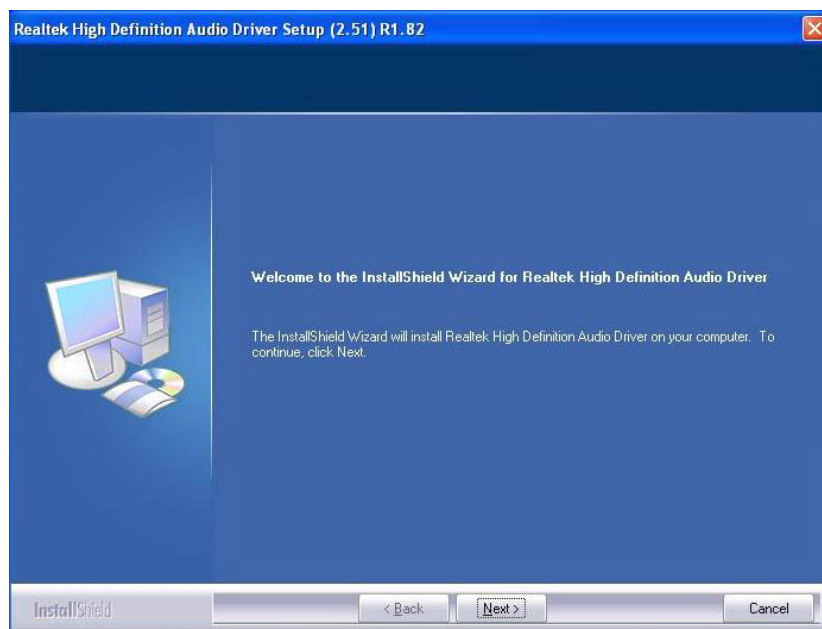 Realtek High Definition Audio Driver Setup (2.51) R1.82
Welcome to the InstallShield Wizard for Realtek High Definition Audio Driver
The InstallShield Wizard will install Realtek High Definition Audio Driver on your computer. To
continue, click Next.
InstallShield
< Back
Next >
Cancel